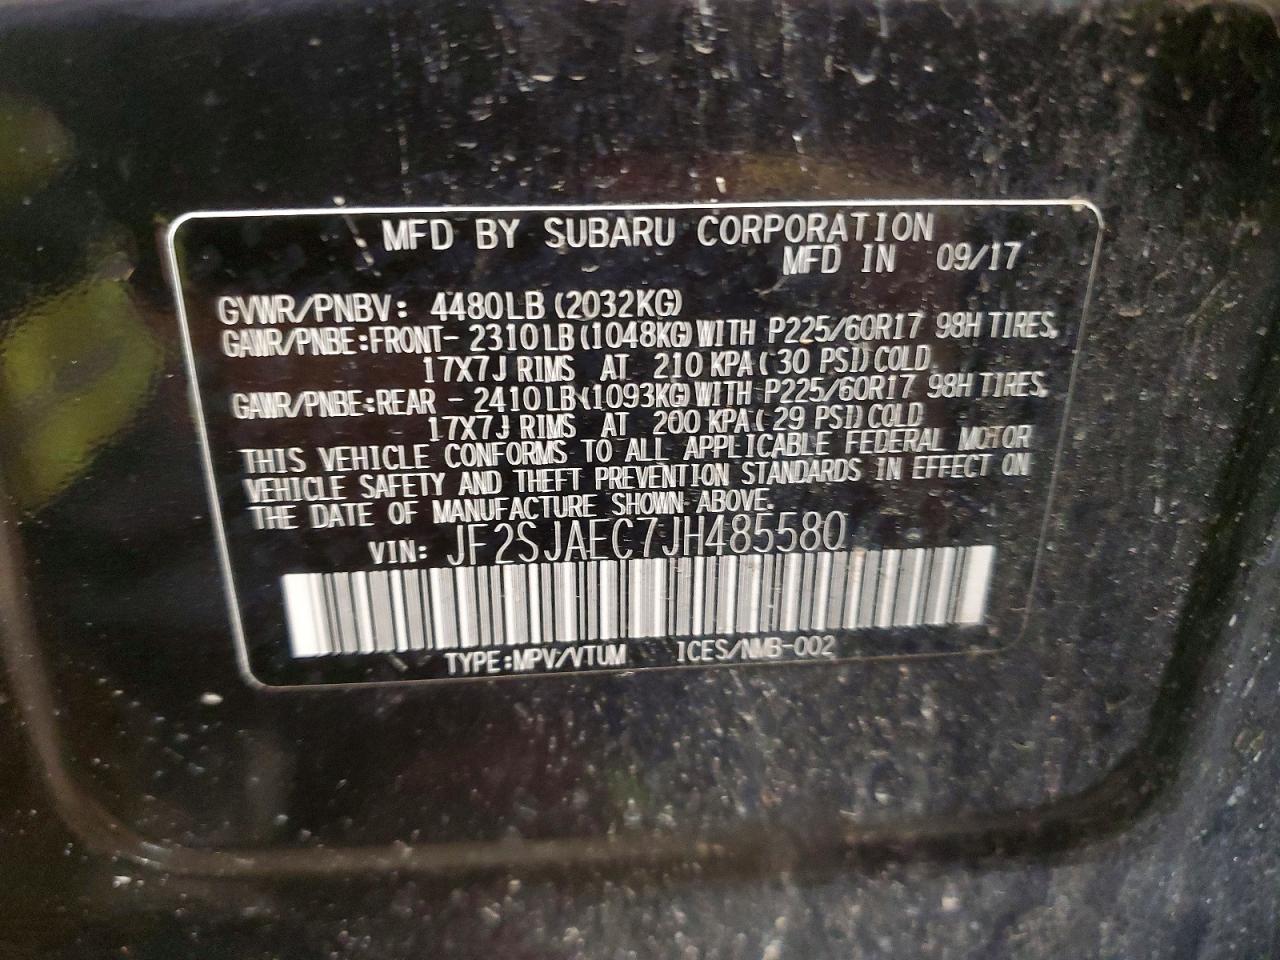 MFD BY SUBARU CORPORATION
MFD IN 09/17
GVWR/PNBV: 4480LB (2032KG)
GAWR/PNBE:FRONT- 2310LB (1048KG) WITH P225/60R17 98H TIRES,
17X7J RIMS AT 210 KPA ( 30 PSI) COLD
GAWR/PNBE:REAR - 2410LB (1093KG) WITH P225/60R17 98H TIRES,
17X7J RIMS AT 200 KPA ( 29 PSI) COLD
THIS VEHICLE CONFORMS TO ALL APPLICABLE FEDERAL MOTOR
VEHICLE SAFETY AND THEFT PREVENTION STANDARDS IN EFFECT ON
THE DATE OF MANUFACTURE SHOWN ABOVE.
VIN: JF2SJAEC7JH485580
TYPE:MPV/VTUM ICES/NMB-002